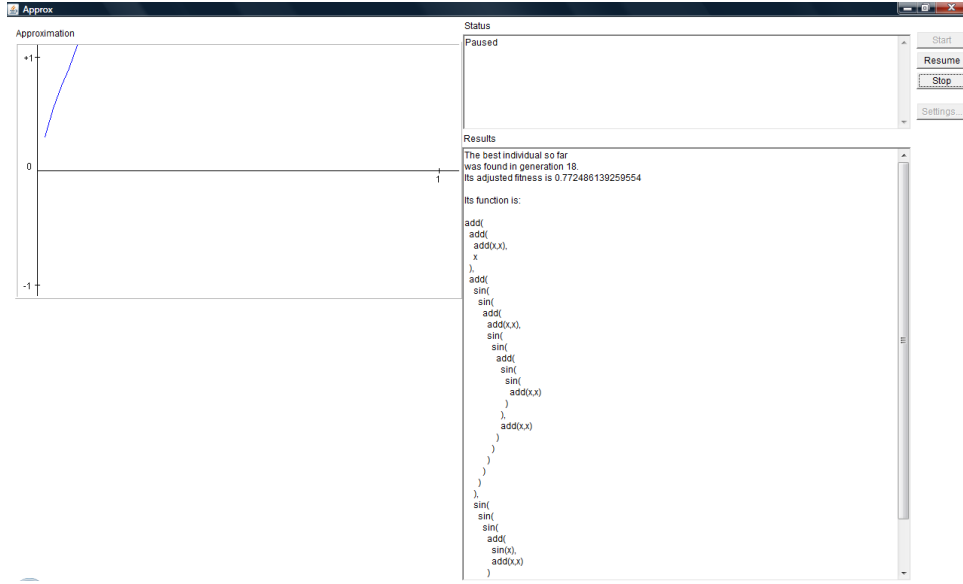 Approx
Approximation
+1
0
1
-1
Status
Paused
Start
Resume
Stop
Settings...
Results
The best individual so far
was found in generation 18.
Its adjusted fitness is 0.772486139259554
Its function is:
add(
add(
add(x,x),
x
),
add(
sin(
sin(
add(
add(x,x),
sin(
sin(
add(
sin(
sin(
add(x,x)
)
),
add(x,x)
)
)
)
)
)
),
sin(
sin(
sin(
add(
sin(x),
add(x,x)
)